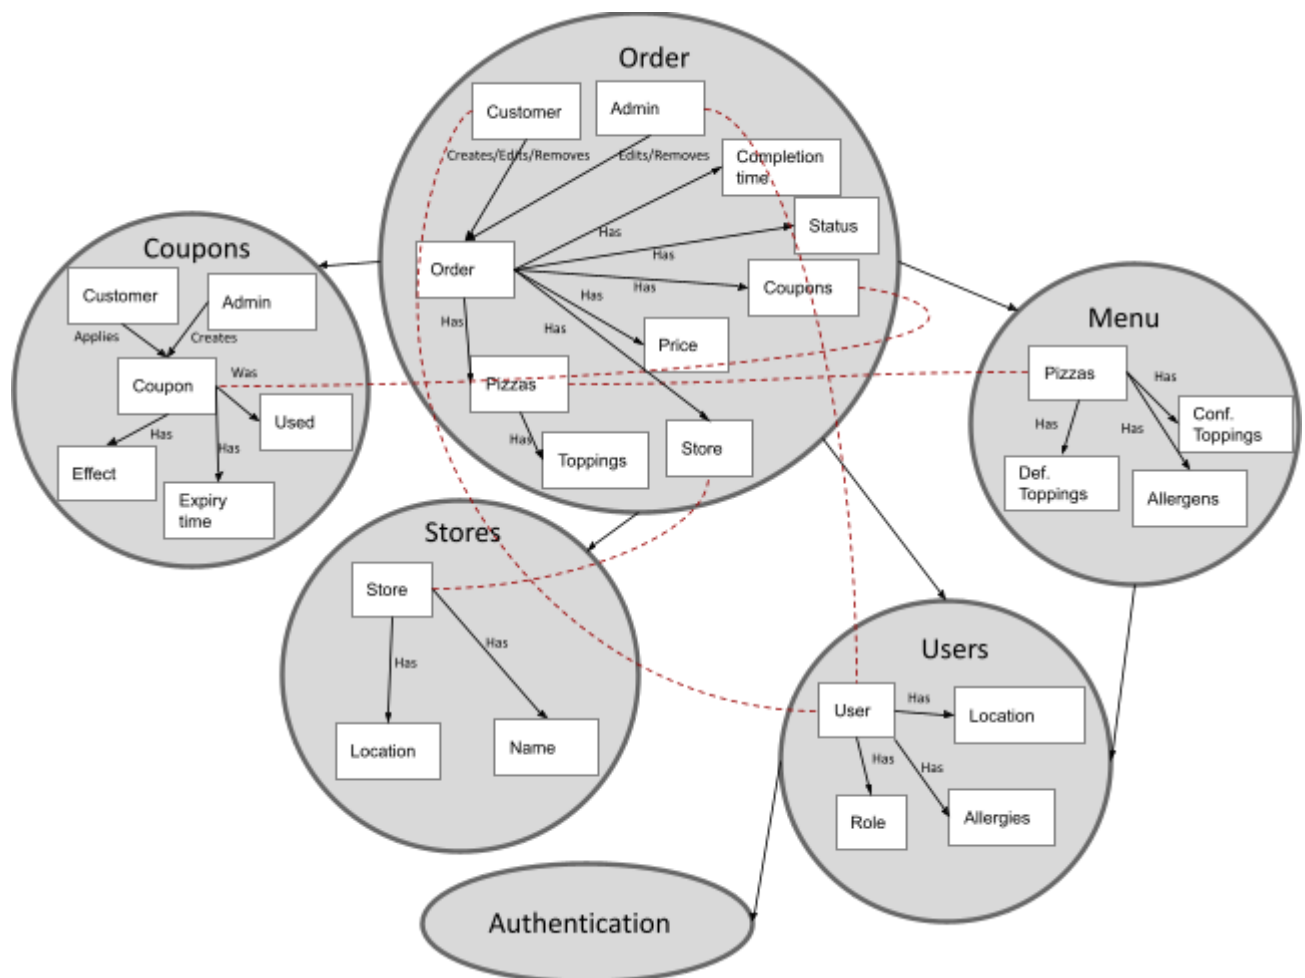 Order
Customer
Admin
Creates/Edits/Removes
Edits/Removes
Completion
time
Status
Has
Has
Order
Has
Has
Coupons
Has
Has
Price
Pizzas
Has
Toppings
Store
Coupons
Customer
Admin
Applies
Creates
Coupon
Was
Used
Has
Has
Effect
Expiry
time
Menu
Pizzas
Has
Has
Has
Conf.
Toppings
Def.
Toppings
Allergens
Stores
Store
Has
Has
Location
Name
Users
User
Has
Location
Has
Has
Role
Allergies
Authentication